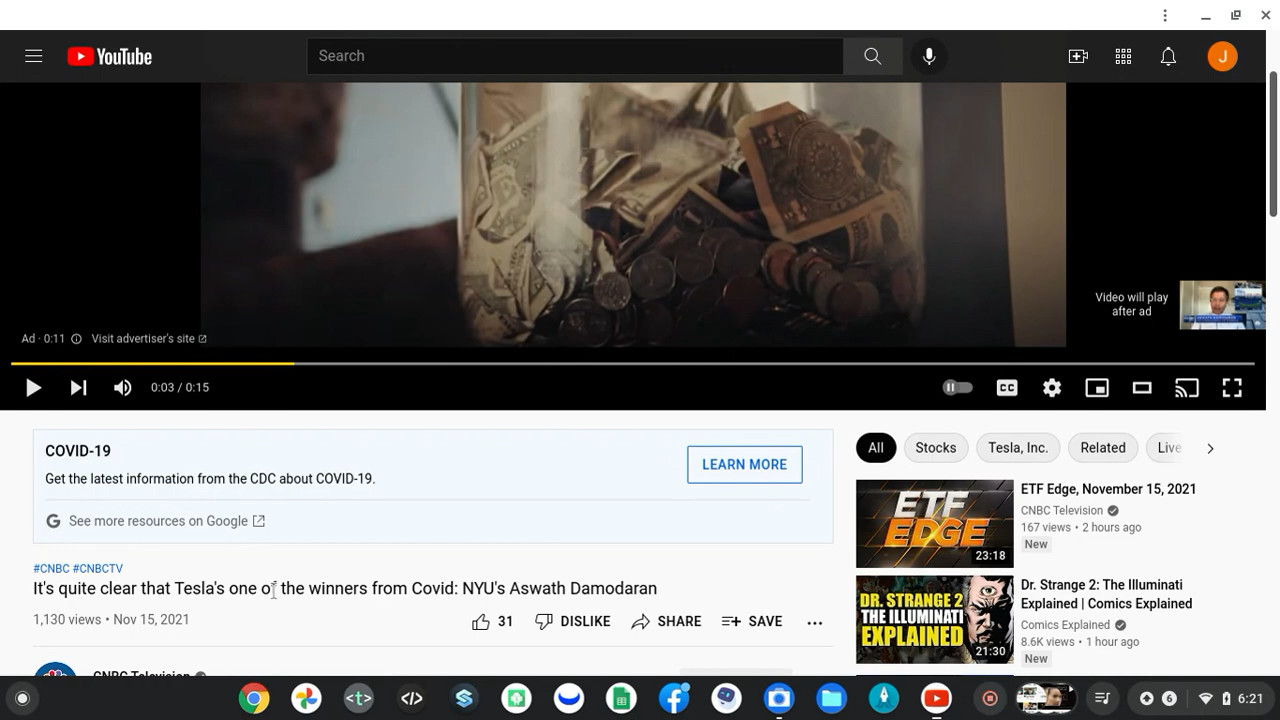 YouTube
Search
J
Video will play
after ad
Ad · 0:11
Visit advertiser's site
0:03 / 0:15
CC
COVID-19
Get the latest information from the CDC about COVID-19.
LEARN MORE
See more resources on Google
#CNBC #CNBCTV
It's quite clear that Tesla's one of the winners from Covid: NYU's Aswath Damodaran
1,130 views • Nov 15, 2021
31
DISLIKE
SHARE
SAVE
CNBC Television
All
Stocks
Tesla, Inc.
Related
Live
ETF
EDGE
23:18
ETF Edge, November 15, 2021
CNBC Television
167 views • 2 hours ago
New
DR. STRANGE 2
THE ILLUMINATI
EXPLAINED
21:30
Dr. Strange 2: The Illuminati
Explained | Comics Explained
Comics Explained
8.6K views • 1 hour ago
New
6
6:21